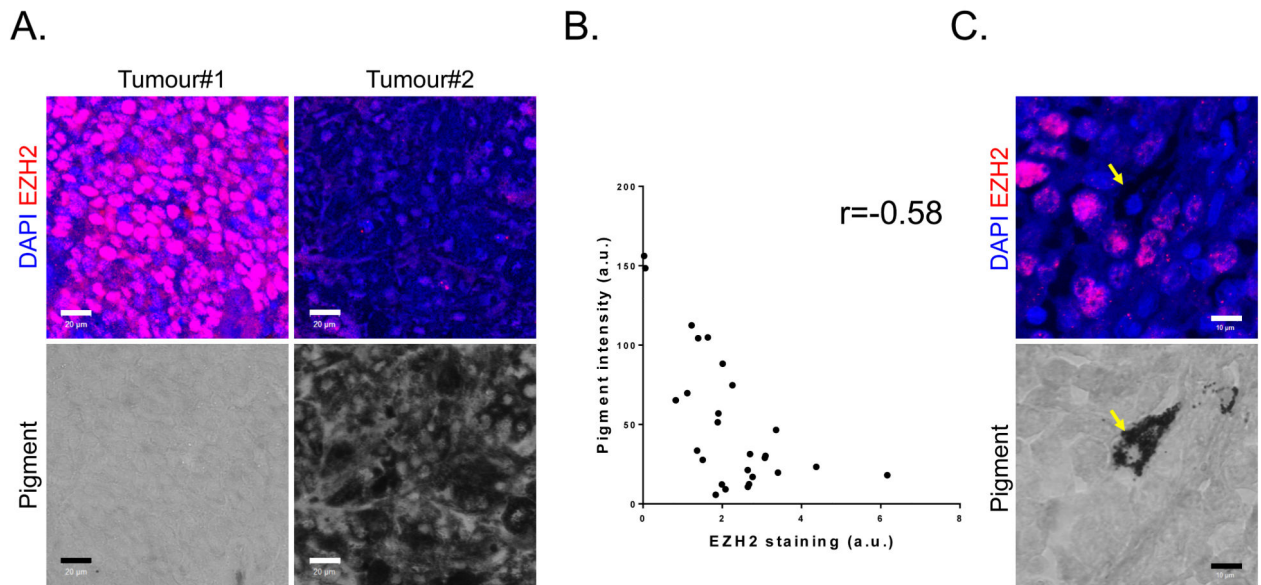 A.
B.
C.
Tumour#1
Tumour#2
DAPI EZH2
20 µm
20 µm
Pigment
20 µm
20 µm
r=-0.58
200
150
100
50
0
Pigment intensity (a.u.)
0
2
4
6
8
EZH2 staining (a.u.)
DAPI EZH2
10 µm
Pigment
10 µm